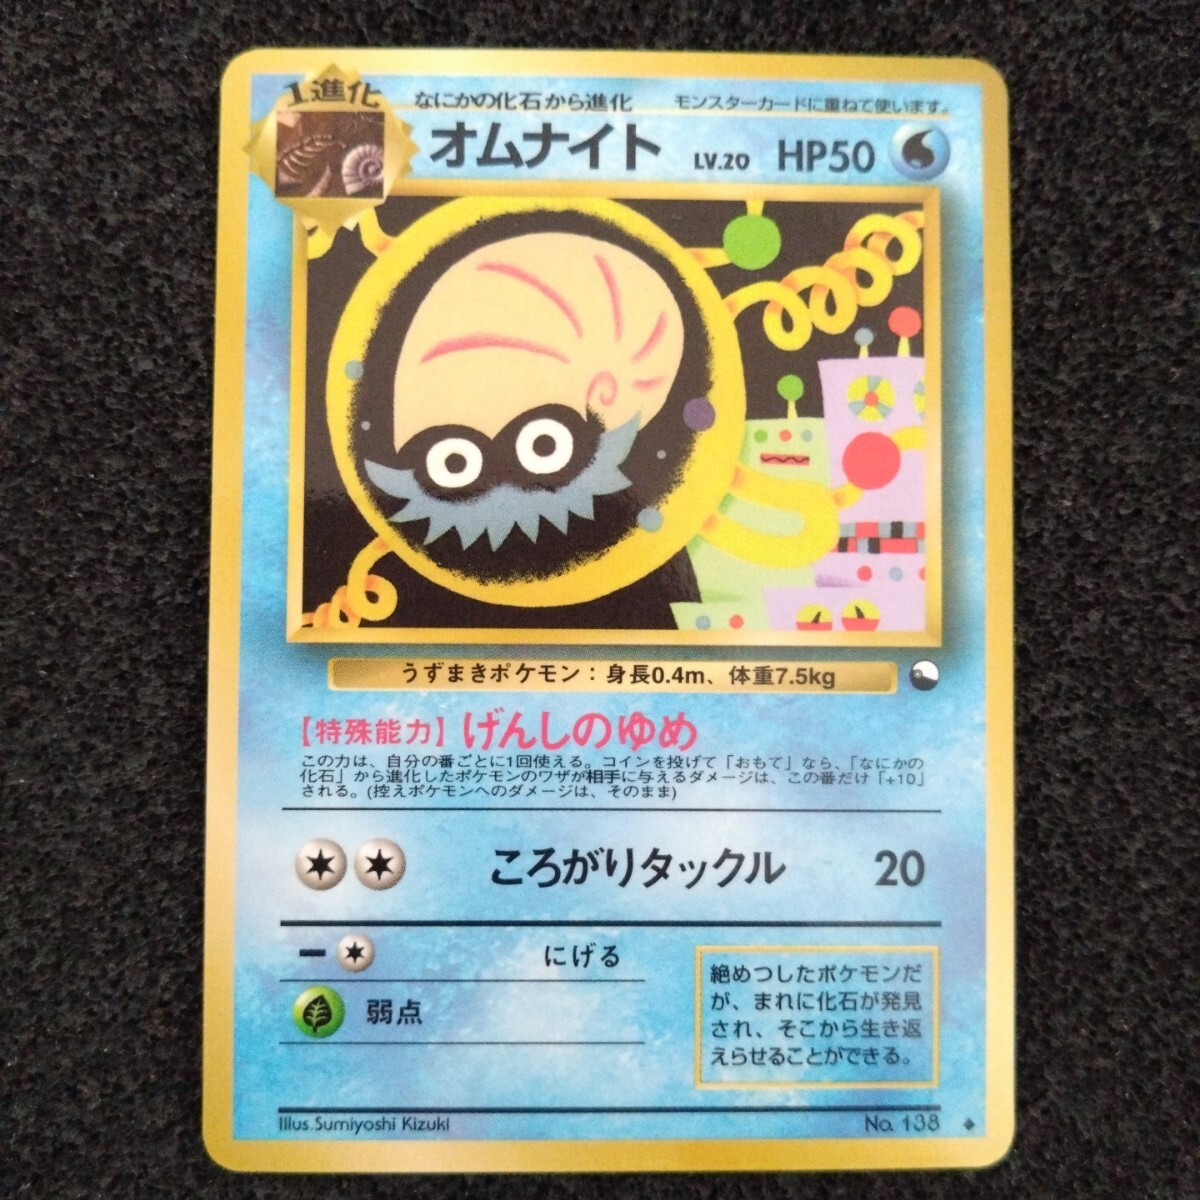 1進化
なにかの化石から進化
モンスターカードに重ねて使います。
オムナイト LV.20 HP50
うずまきポケモン：身長0.4m、体重7.5kg
【特殊能力】げんしのゆめ
この力は、自分の番ごとに1回使える。コインを投げて「おもて」なら、「なにかの
化石」から進化したポケモンのワザが相手に与えるダメージは、この番だけ「+10」
される。(控えポケモンへのダメージは、そのまま)
ころがりタックル 20
ー にげる
弱点
絶めつしたポケモンだ
が、まれに化石が発見
され、そこから生き返
えらせることができる。
Illus.Sumiyoshi Kizuki
No. 138